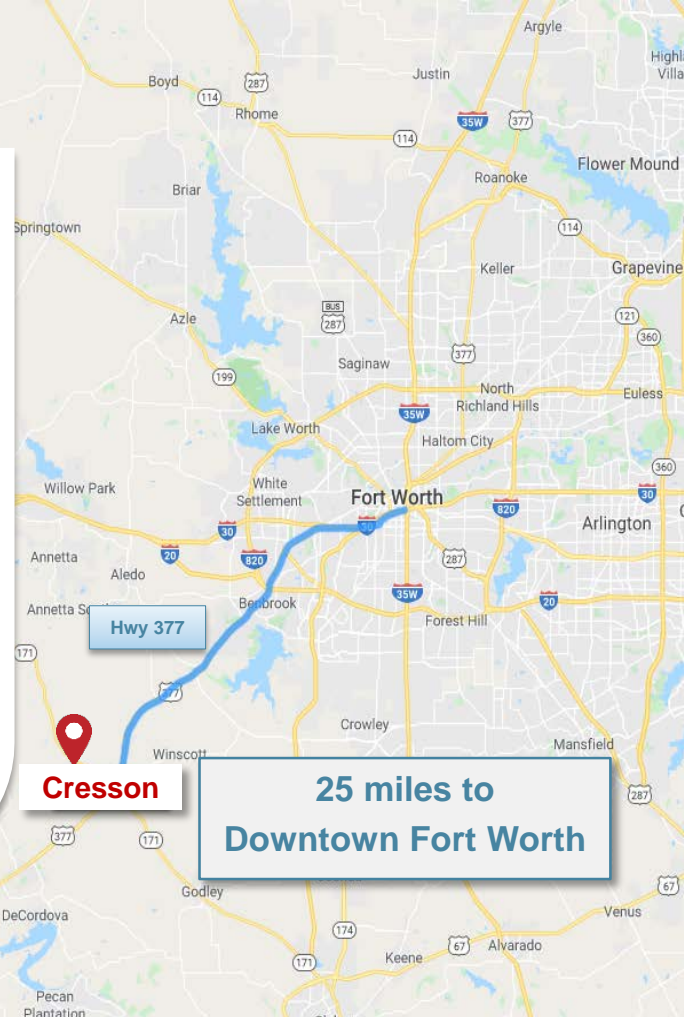 Argyle
Boyd
287
Justin
114
Rhome
35W
377
114
Flower Mound
Roanoke
Briar
114
Springtown
Keller
Grapevine
BUS
287
Azle
121
360
377
Saginaw
199
North
Richland Hills
Euless
35W
Lake Worth
Haltom City
360
White
Settlement
Willow Park
Fort Worth
30
820
Arlington
30
30
287
Annetta
20
820
Aledo
35W
20
Benbrook
Annetta
Forest Hill
Hwy 377
171
377
Crowley
Mansfield
Winscott
Cresson
25 miles to
Downtown Fort Worth
287
377
171
67
Godley
Venus
DeCordova
174
67
Alvarado
Keene
171
Pecan
Plantation